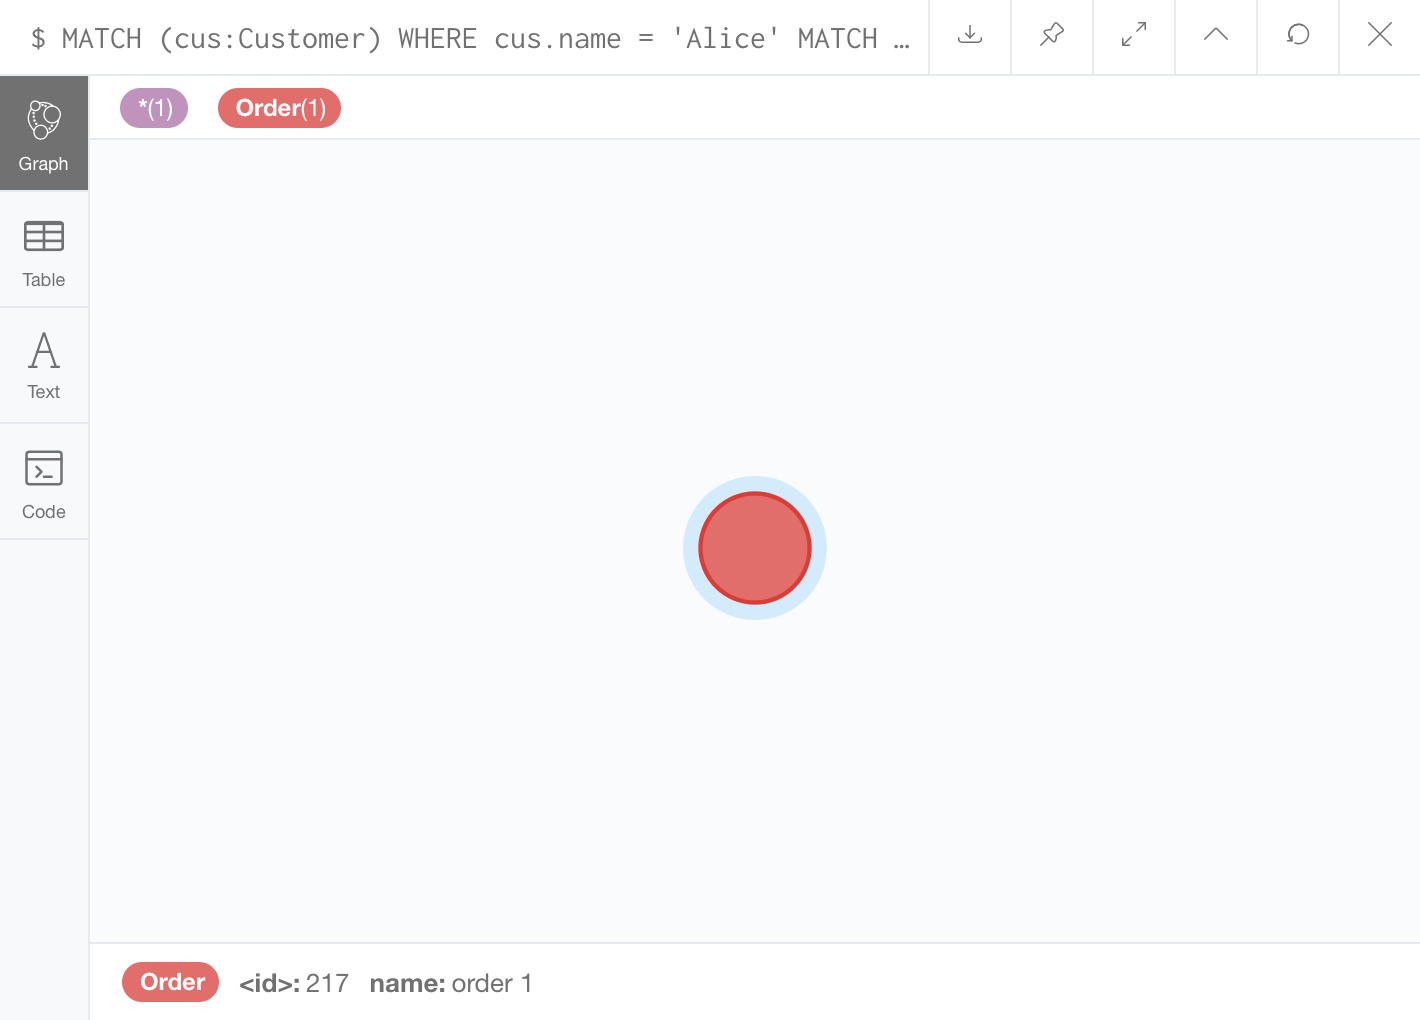 $ MATCH (cus:Customer) WHERE cus.name = 'Alice' MATCH …
*(1) Order(1)
Graph
Table
Text
Code
Order <id>: 217 name: order 1